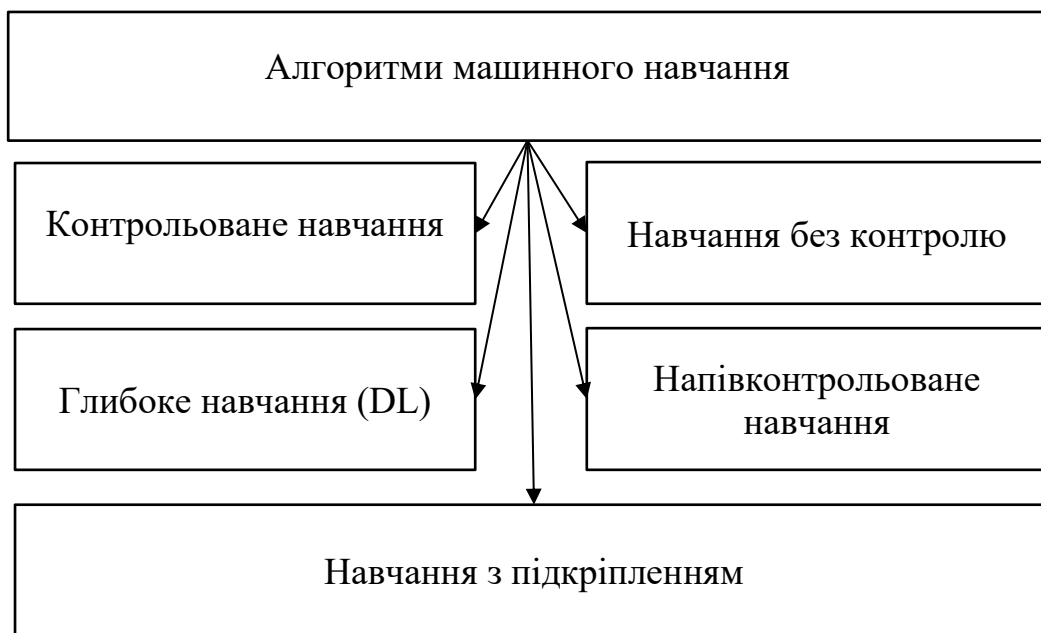 Алгоритми машинного навчання
Контрольоване навчання
Навчання без контролю
Глибоке навчання (DL)
Напівконтрольоване
навчання
Навчання з підкріпленням